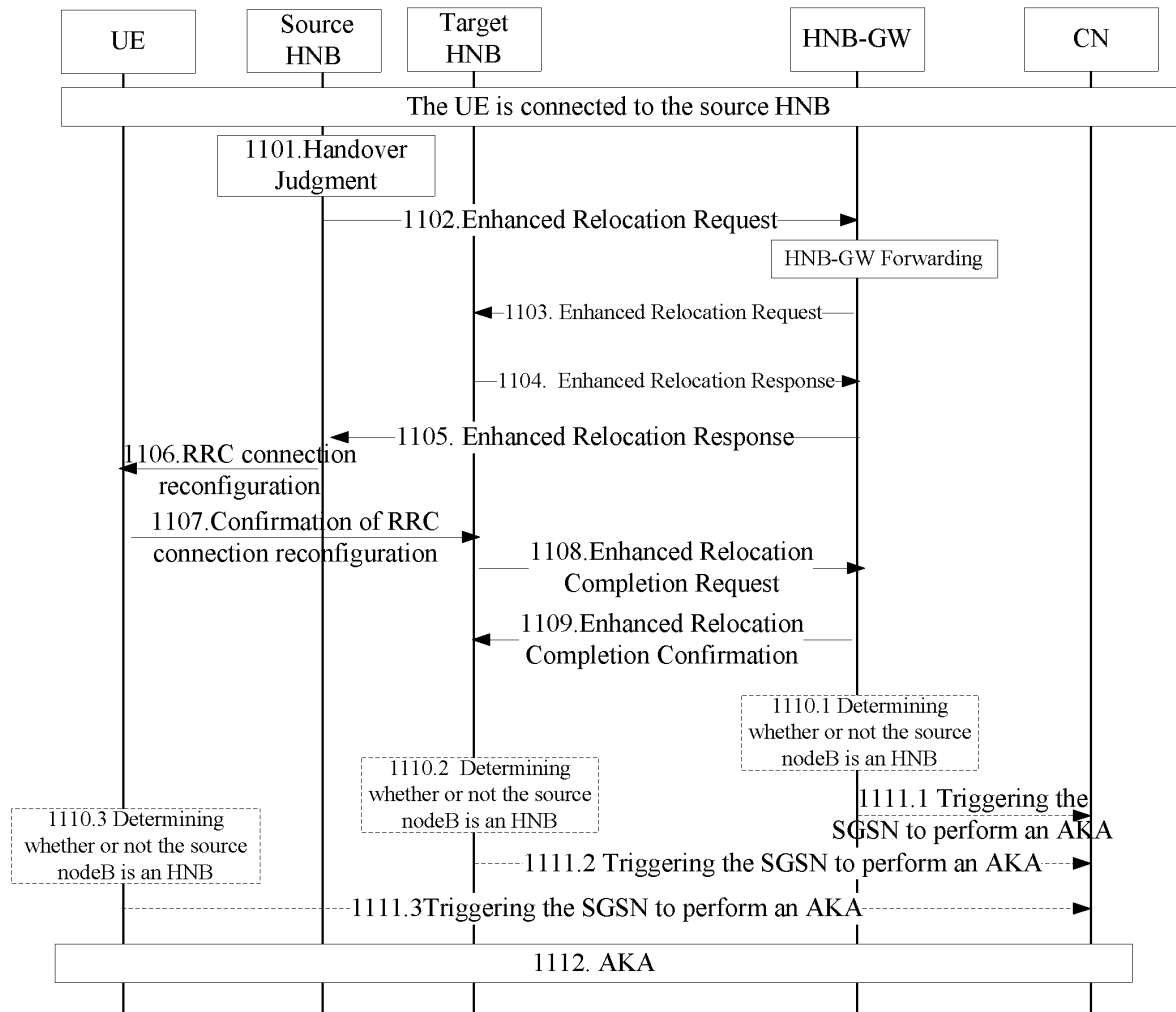 UE
Source
HNB
Target
HNB
HNB-GW
CN
The UE is connected to the source HNB
1101.Handover
Judgment
1102.Enhanced Relocation Request
HNB-GW Forwarding
1103. Enhanced Relocation Request
1104. Enhanced Relocation Response
1105. Enhanced Relocation Response
1106.RRC connection
reconfiguration
1107.Confirmation of RRC
connection reconfiguration
1108.Enhanced Relocation
Completion Request
1109.Enhanced Relocation
Completion Confirmation
1110.1 Determining
whether or not the source
nodeB is an HNB
1110.2 Determining
whether or not the source
nodeB is an HNB
1110.3 Determining
whether or not the source
nodeB is an HNB
1111.1 Triggering the
SGSN to perform an AKA
1111.2 Triggering the SGSN to perform an AKA
1111.3Triggering the SGSN to perform an AKA
1112. AKA